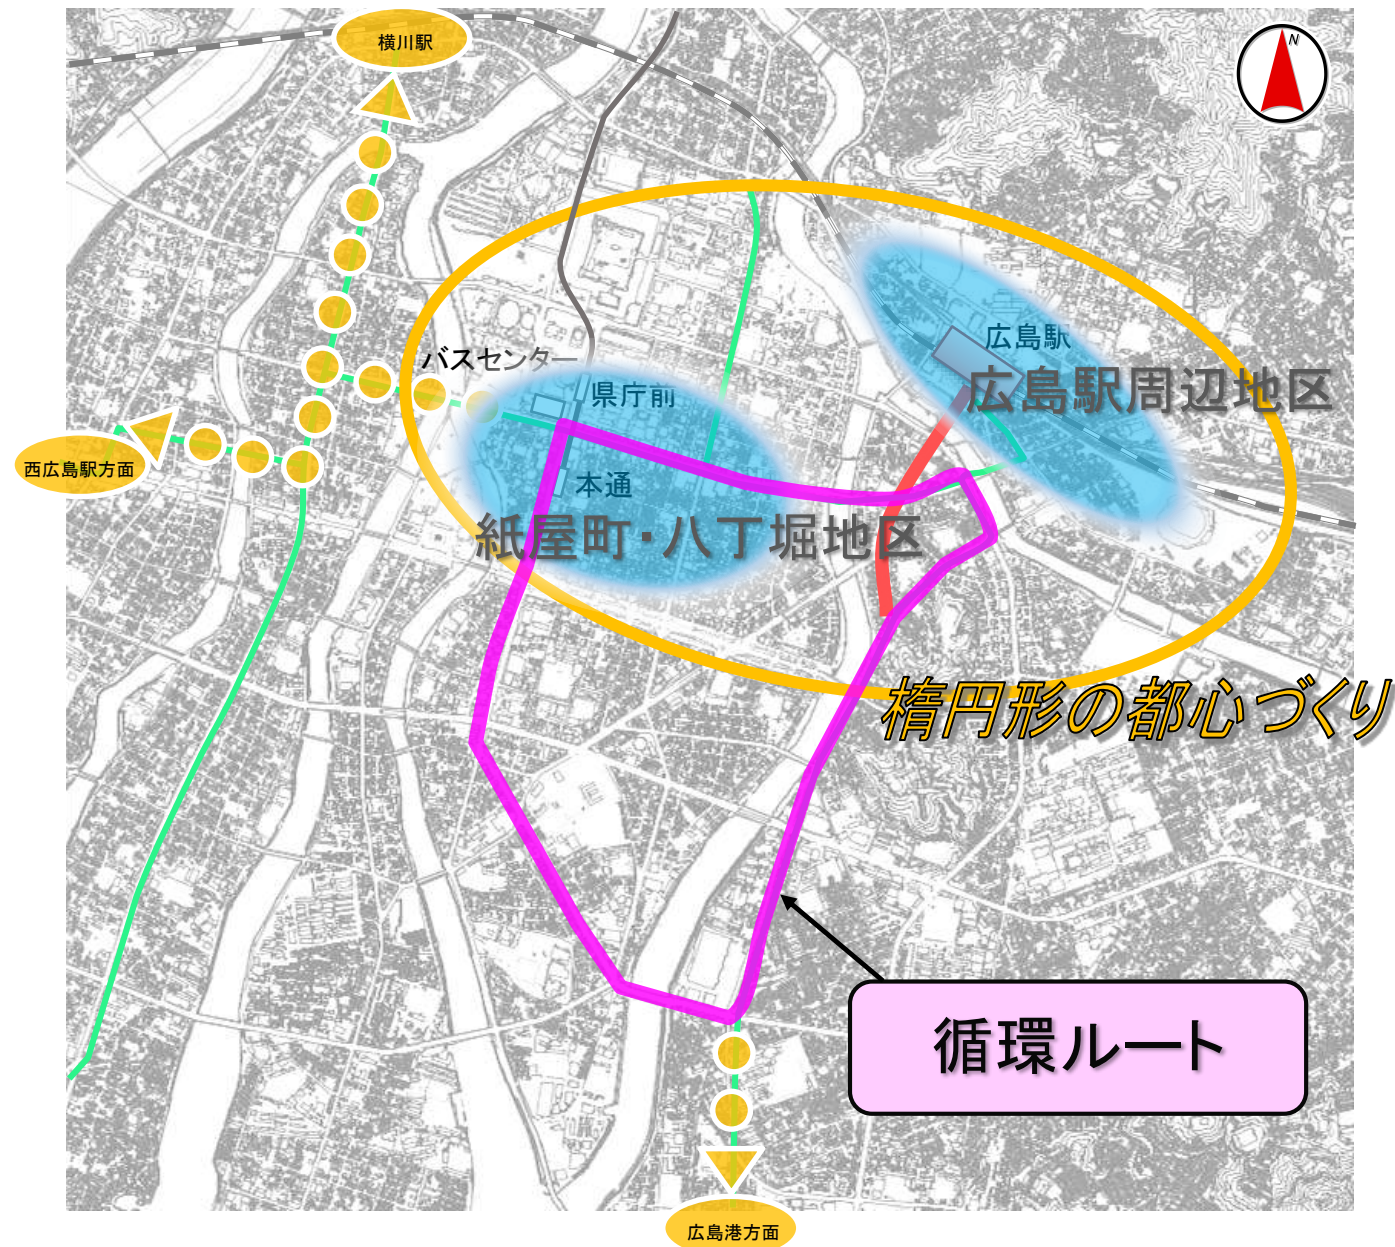 横川駅
N
広島駅
バスセンター
広島駅周辺地区
県庁前
西広島駅方面
本通
紙屋町・八丁堀地区
楕円形の都心づくり
循環ルート
広島港方面